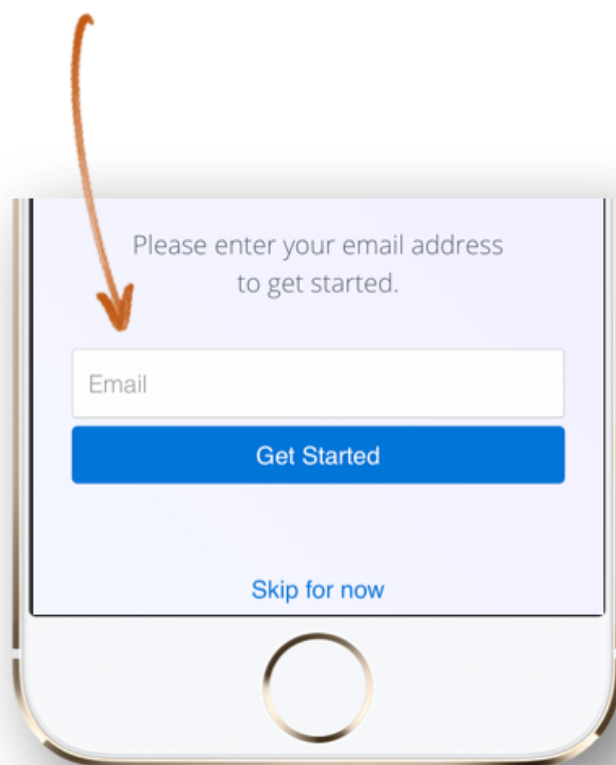 Please enter your email address
to get started.
Email
Get Started
Skip for now